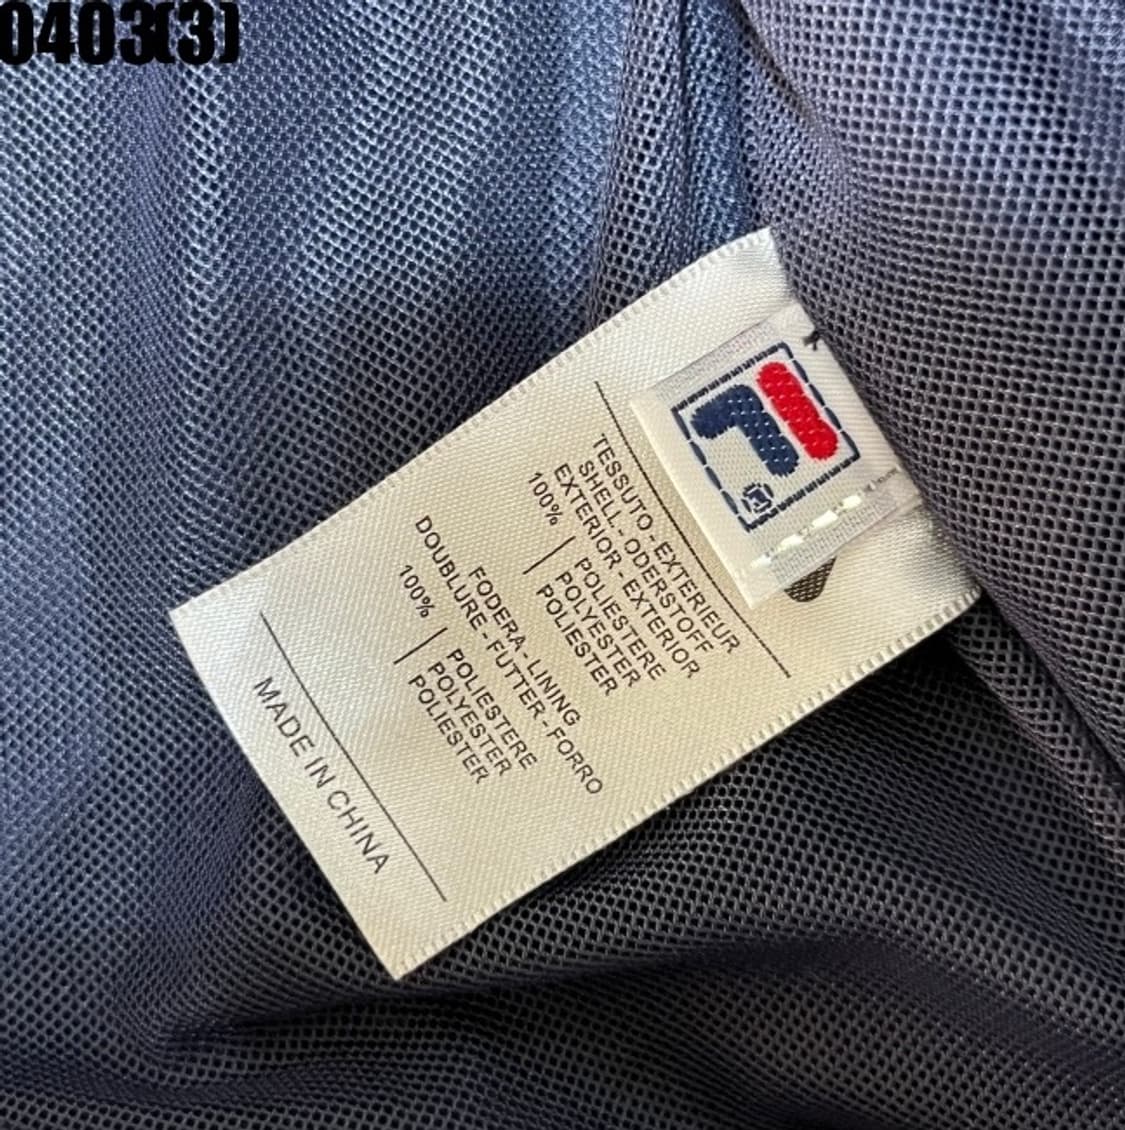 0403(3)
TESSUTO - EXTERIEUR
SHELL - ODERSTOFF
EXTERIOR - EXTERIOR
100% | POLIESTERE
POLYESTER
POLIESTER
FODERA - LINING
DOUBLURE - FUTTER - FORRO
100% | POLIESTERE
POLYESTER
POLIESTER
MADE IN CHINA